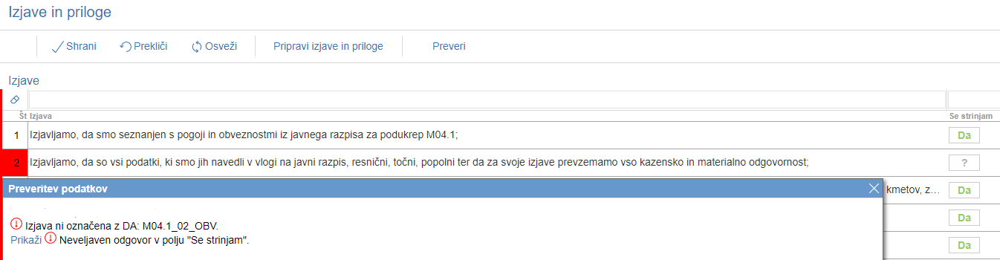 Izjave in priloge
Shrani Prekliči Osveži Pripravi izjave in priloge Preveri
Izjave
Št Izjava Se strinjam
1 Izjavljamo, da smo seznanjen s pogoji in obveznostmi iz javnega razpisa za podukrep M04.1; Da
2 Izjavljamo, da so vsi podatki, ki smo jih navedli v vlogi na javni razpis, resnični, točni, popolni ter da za svoje izjave prevzemamo vso kazensko in materialno odgovornost; ?
Preveritev podatkov
kmetov, z... Da
Da
Izjava ni označena z DA: M04.1_02_OBV.
Prikaži Neveljaven odgovor v polju "Se strinjam".
Da